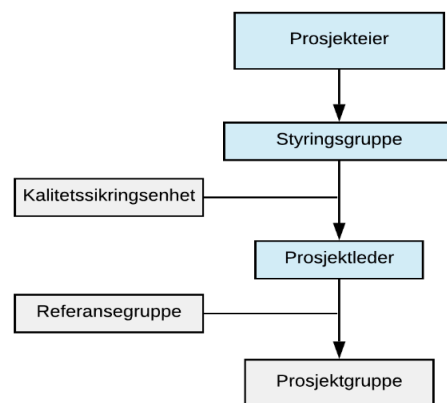 Prosjekteier
Styringsgruppe
Kalitetssikringsenhet
Prosjektleder
Referansegruppe
Prosjektgruppe